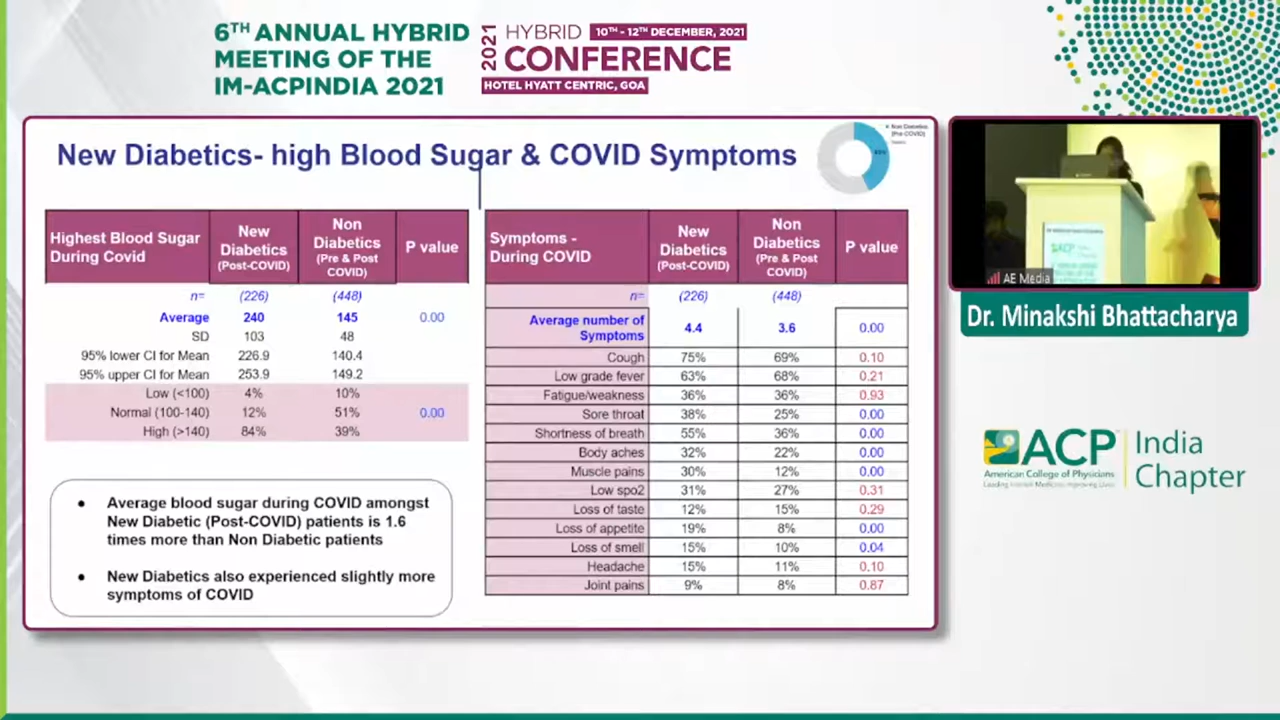 6TH ANNUAL HYBRID
MEETING OF THE
IM-ACPINDIA 2021
2021
HYBRID
10TH - 12TH DECEMBER, 2021
CONFERENCE
HOTEL HYATT CENTRIC, GOA
New Diabetics- high Blood Sugar & COVID Symptoms
Non Diabetics
(Pre COVID)
Highest Blood Sugar During Covid New Diabetics (Post-COVID) Non Diabetics (Pre & Post COVID) P value
n= (226) (448)
Average 240 145 0.00
SD 103 48
95% lower CI for Mean 226.9 140.4
95% upper CI for Mean 253.9 149.2
Low (<100) 4% 10%
Normal (100-140) 12% 51% 0.00
High (>140) 84% 39%
• Average blood sugar during COVID amongst
New Diabetic (Post-COVID) patients is 1.6
times more than Non Diabetic patients
• New Diabetics also experienced slightly more
symptoms of COVID
Symptoms - During COVID New Diabetics (Post-COVID) Non Diabetics (Pre & Post COVID) P value
n= (226) (448)
Average number of Symptoms 4.4 3.6 0.00
Cough 75% 69% 0.10
Low grade fever 63% 68% 0.21
Fatigue/weakness 36% 36% 0.93
Sore throat 38% 25% 0.00
Shortness of breath 55% 36% 0.00
Body aches 32% 22% 0.00
Muscle pains 30% 12% 0.00
Low spo2 31% 27% 0.31
Loss of taste 12% 15% 0.29
Loss of appetite 19% 8% 0.00
Loss of smell 15% 10% 0.04
Headache 15% 11% 0.10
Joint pains 9% 8% 0.87
ACP
AE Media
Dr. Minakshi Bhattacharya
ACP
American College of Physicians
India
Chapter